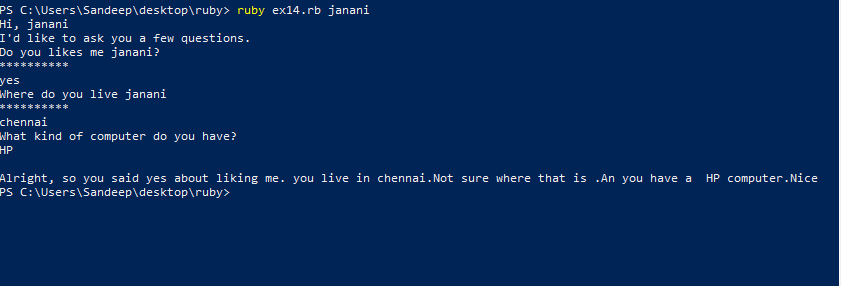 PS C:\Users\Sandeep\desktop\ruby> ruby ex14.rb janani
Hi, janani
I'd like to ask you a few questions.
Do you likes me janani?
**********
yes
Where do you live janani
**********
chennai
What kind of computer do you have?
HP
Alright, so you said yes about liking me. you live in chennai.Not sure where that is .An you have a  HP computer.Nice
PS C:\Users\Sandeep\desktop\ruby>